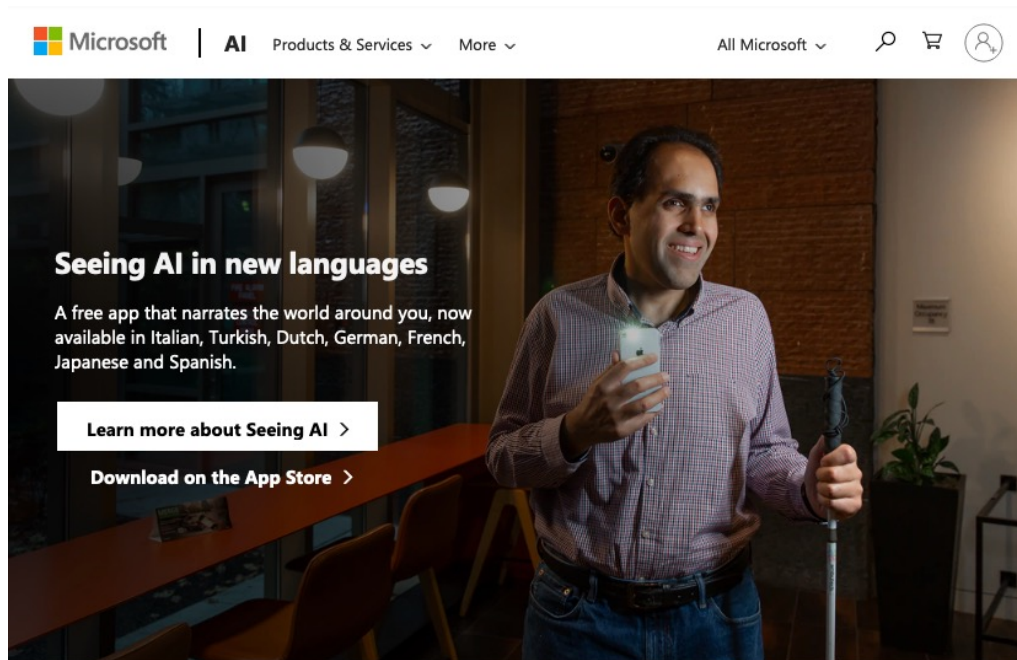 Microsoft
AI
Products & Services
More
All Microsoft
Seeing AI in new languages
A free app that narrates the world around you, now
available in Italian, Turkish, Dutch, German, French,
Japanese and Spanish.
Learn more about Seeing AI
Download on the App Store